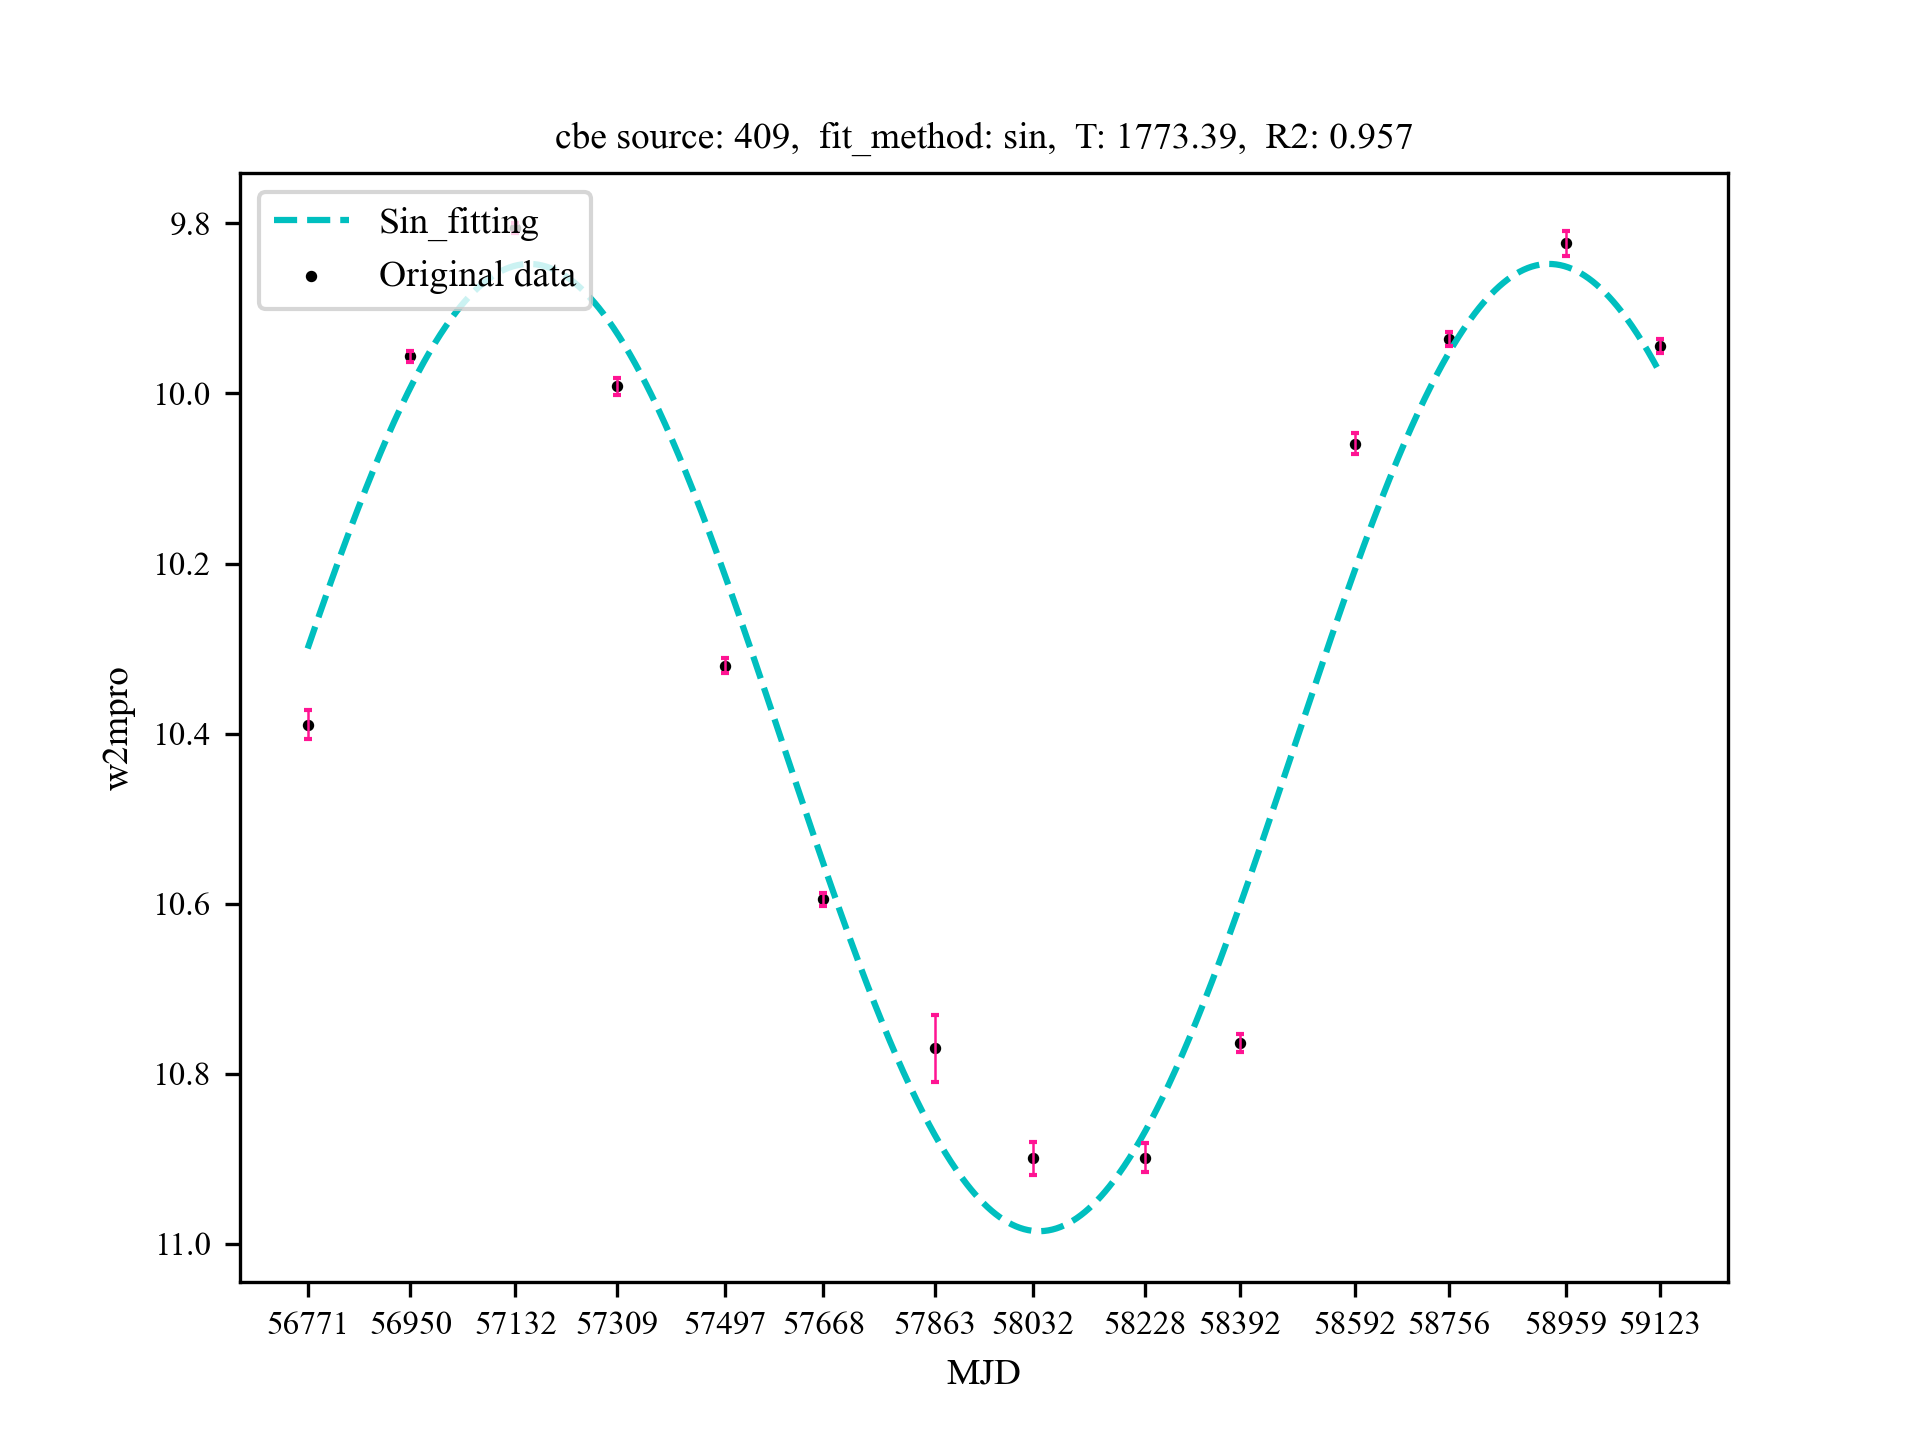 cbe source: 409,  fit_method: sin,  T: 1773.39,  R2: 0.957
Sin_fitting
Original data
9.8
10.0
10.2
10.4
10.6
10.8
11.0
w2mpro
56771 56950 57132 57309 57497 57668 57863 58032 58228 58392 58592 58756 58959 59123
MJD